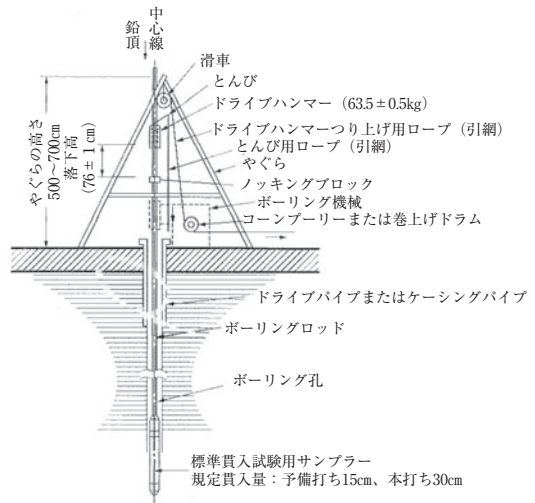 中心線
鉛頂
滑車
とんび
ドライブハンマー（63.5±0.5kg）
ドライブハンマーつり上げ用ロープ（引網）
とんび用ロープ（引網）
やぐら
ノッキングブロック
ボーリング機械
コーンプーリーまたは巻上げドラム
やぐらの高さ
500～700cm
落下高
（76±1cm）
ドライブパイプまたはケーシングパイプ
ボーリングロッド
ボーリング孔
標準貫入試験用サンプラー
規定貫入量：予備打ち15cm、本打ち30cm